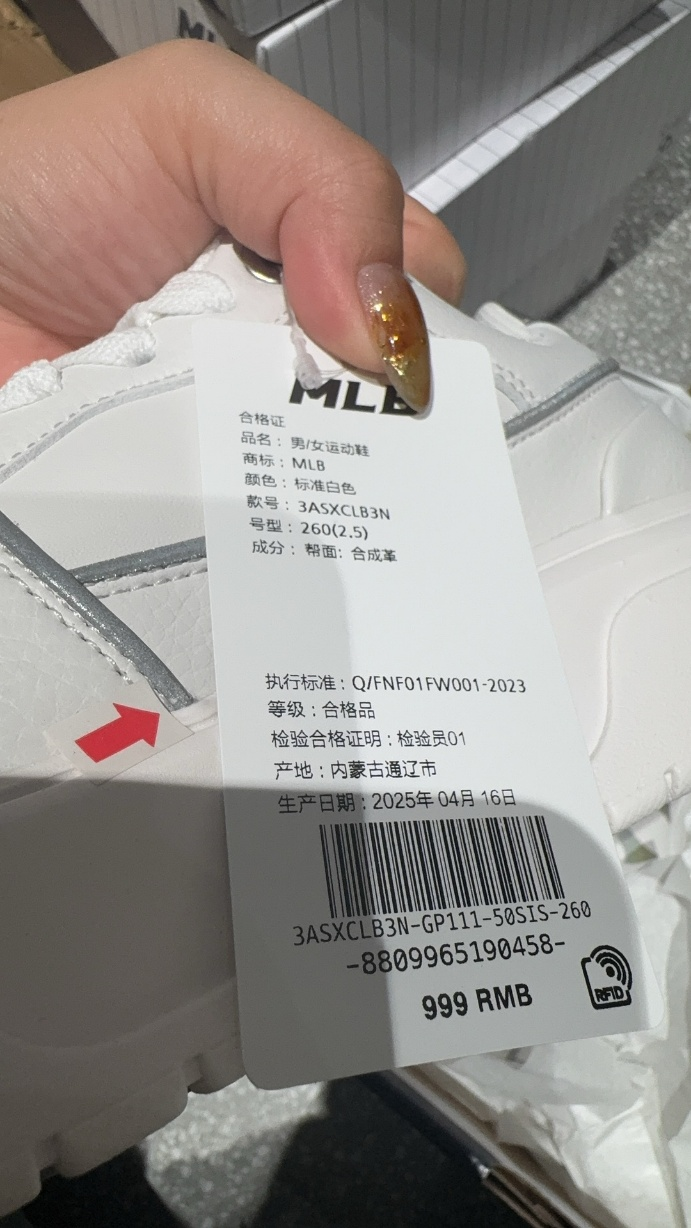 MLB
合格证
品名：男/女运动鞋
商标：MLB
颜色：标准白色
款号：3ASXCLB3N
号型：260(2.5)
成分：帮面: 合成革
执行标准：Q/FNF01FW001-2023
等级：合格品
检验合格证明：检验员01
产地：内蒙古通辽市
生产日期：2025年 04月 16日
3ASXCLB3N-GP111-50SIS-260
-8809965190458-
999 RMB
RFID